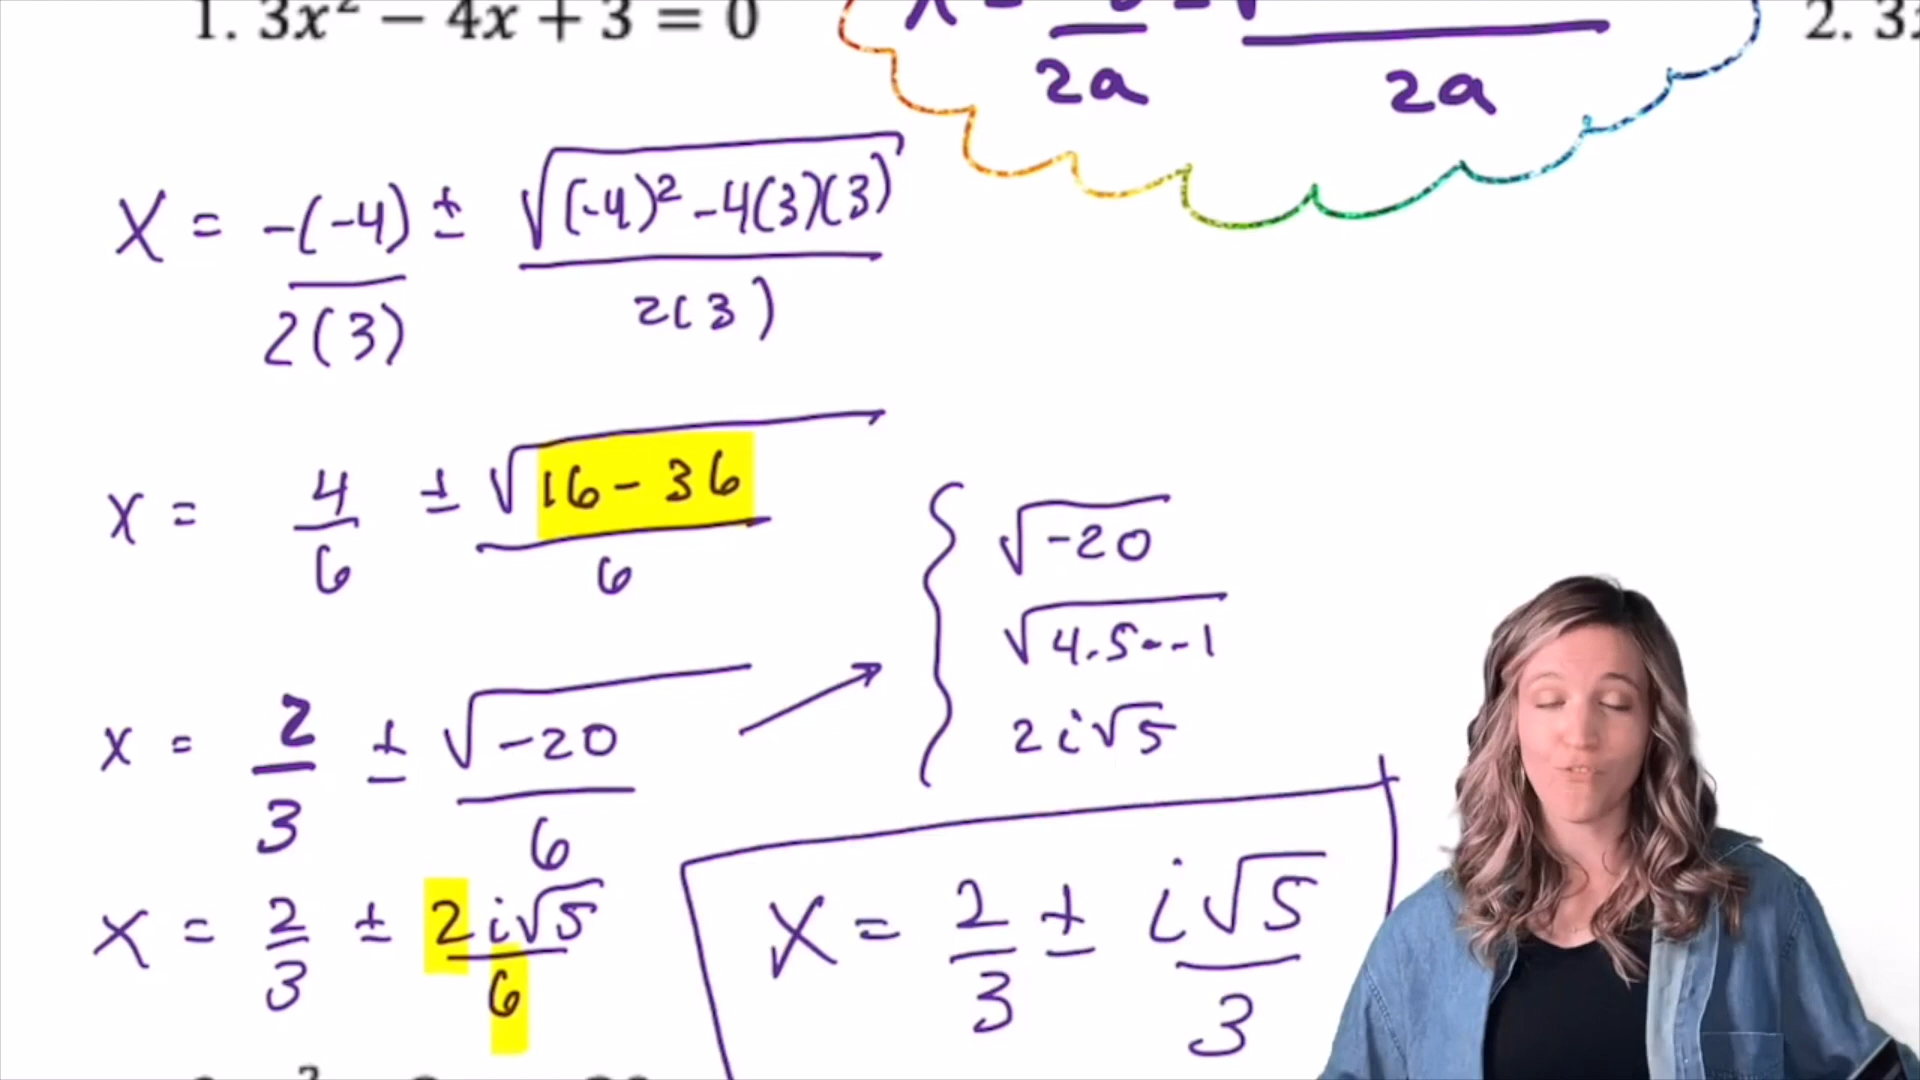 1. 3x² − 4x + 3 = 0
2a 2a
2. 3
X = -(-4)/2(3) ± √((-4)² - 4(3)(3))/2(3)
X = 4/6 ± √(16 - 36)/6
√-20
√4·5·-1
2i√5
x = 2/3 ± √-20/6
X = 2/3 ± 2i√5/6
X = 2/3 ± i√5/3